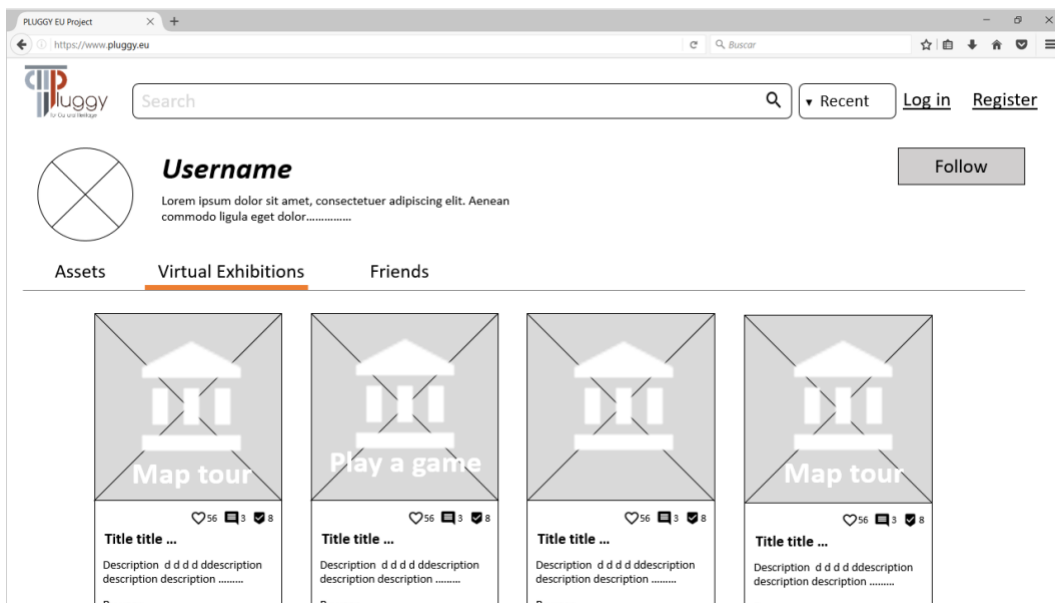 PLUGGY EU Project
https://www.pluggy.eu
Buscar
Pluggy
Search
Recent
Log in
Register
Username
Follow
Lorem ipsum dolor sit amet, consectetuer adipiscing elit. Aenean
commodo ligula eget dolor...............
Assets
Virtual Exhibitions
Friends
Map tour
56 3 8
Title title ...
Description d d d d ddescription
description description .........
Play a game
56 3 8
Title title ...
Description d d d d ddescription
description description .........
56 3 8
Title title ...
Description d d d d ddescription
description description .........
Map tour
56 3 8
Title title ...
Description d d d d ddescription
description description .........